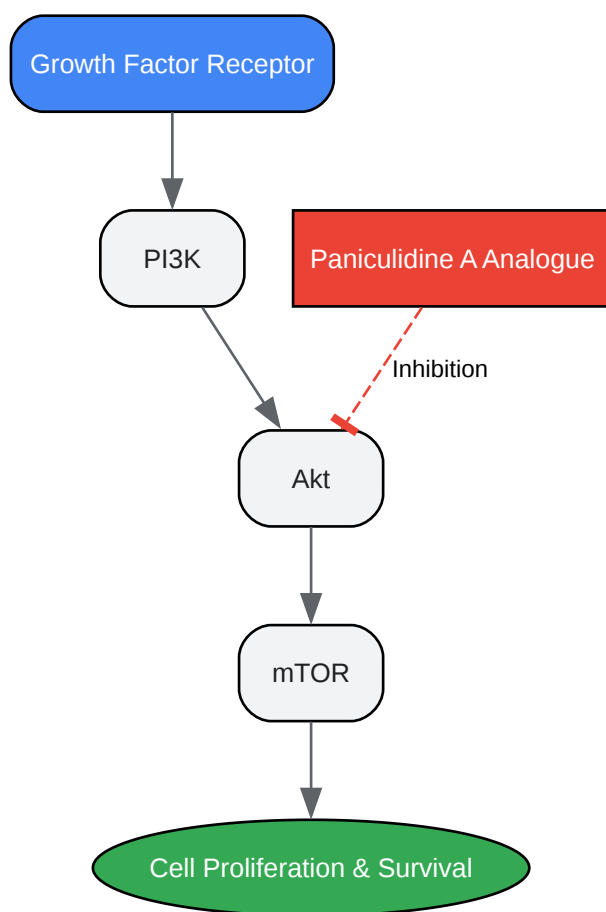 Growth Factor Receptor
PI3K
Paniculidine A Analogue
Inhibition
Akt
mTOR
Cell Proliferation & Survival